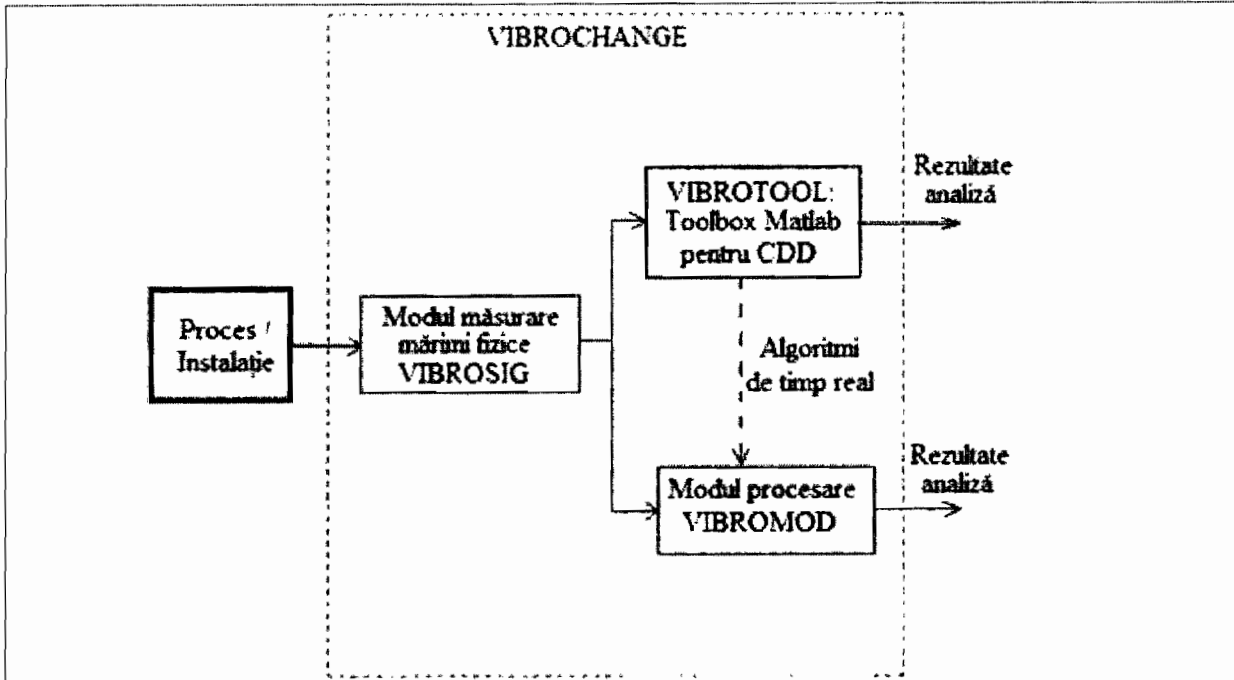 VIBROCHANGE
Rezultate
analiză
VIBROTOOL:
Toolbox Matlab
pentru CDD
Proces /
Instalație
Modul măsurare
mărimi fizice
VIBROSIG
Algoritmi
de timp real
Rezultate
analiză
Modul procesare
VIBROMOD